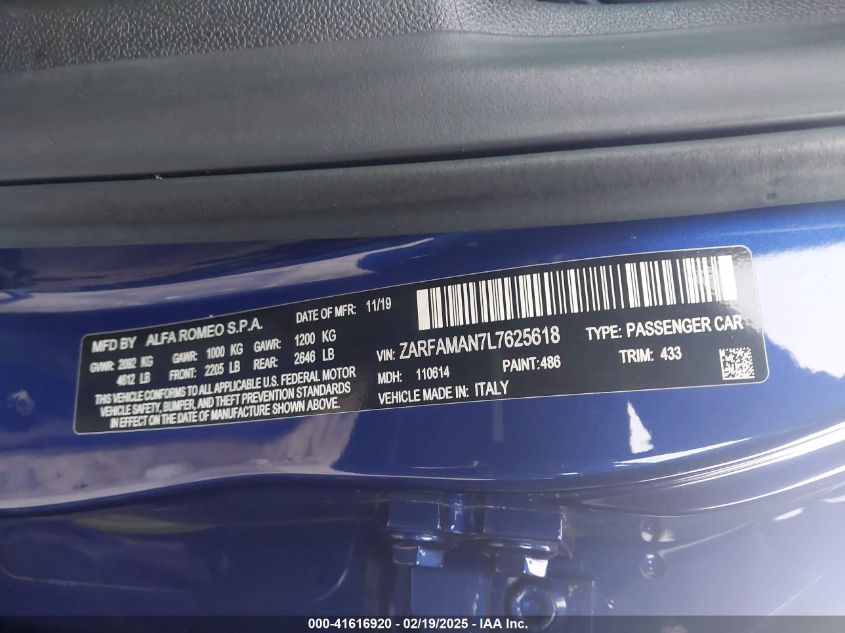 MFD BY ALFA ROMEO S.P.A. DATE OF MFR: 11/19
GVWR: 2092 KG GAWR: 1000 KG GAWR: 1200 KG
4612 LB FRONT: 2205 LB REAR: 2646 LB
THIS VEHICLE CONFORMS TO ALL APPLICABLE U.S. FEDERAL MOTOR
VEHICLE SAFETY, BUMPER, AND THEFT PREVENTION STANDARDS
IN EFFECT ON THE DATE OF MANUFACTURE SHOWN ABOVE.
VIN: ZARFAMAN7L7625618 TYPE: PASSENGER CAR
MDH: 110614 PAINT:486 TRIM: 433
VEHICLE MADE IN: ITALY
000-41616920 - 02/19/2025 - IAA Inc.